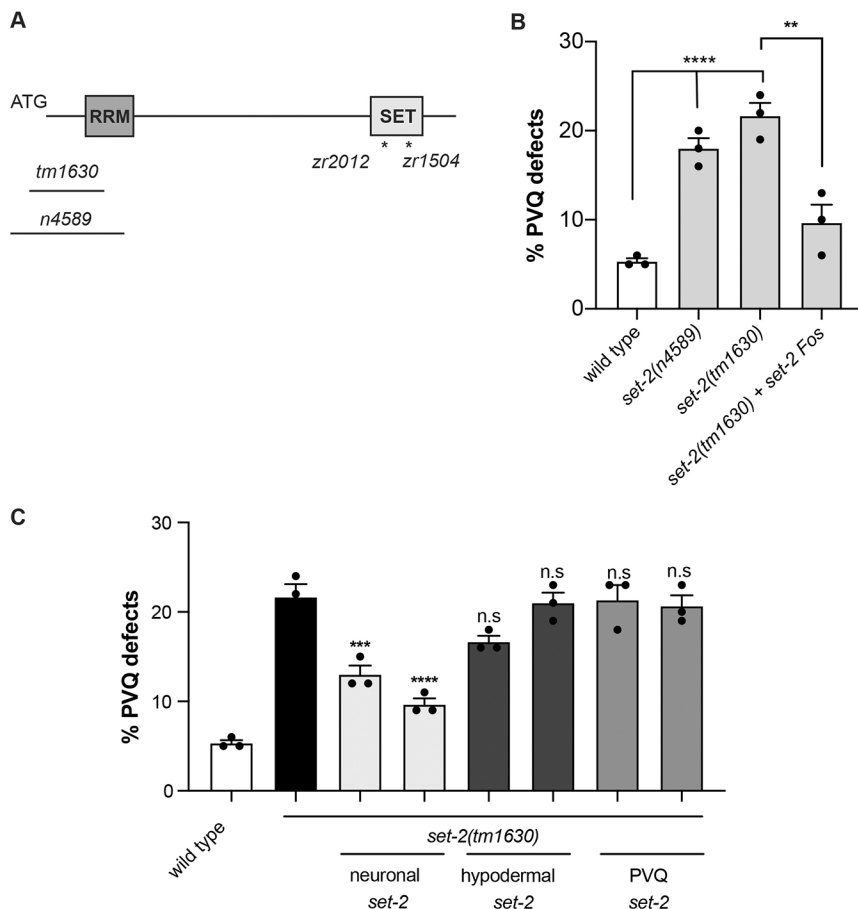 A
ATG
RRM
SET
* *
zr2012 zr1504
tm1630
n4589
B
% PVQ defects
30
20
10
0
****
**
wild type
set-2(n4589)
set-2(tm1630)
set-2(tm1630) + set-2 Fos
C
% PVQ defects
30
20
10
0
***
****
n.s
n.s
n.s
n.s
wild type
set-2(tm1630)
neuronal
set-2
hypodermal
set-2
PVQ
set-2